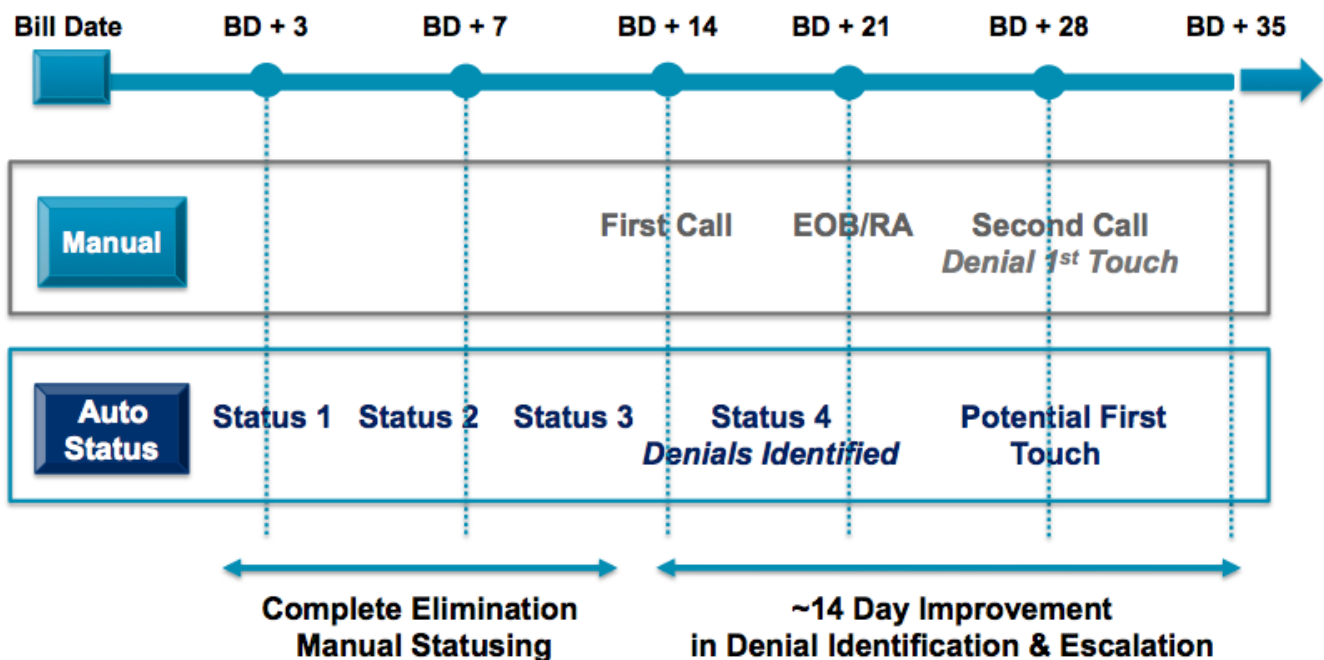 Bill Date BD + 3 BD + 7 BD + 14 BD + 21 BD + 28 BD + 35
Manual
First Call EOB/RA Second Call
Denial 1st Touch
Auto
Status
Status 1 Status 2 Status 3 Status 4 Potential First
Denials Identified Touch
Complete Elimination
Manual Statusing
~14 Day Improvement
in Denial Identification & Escalation